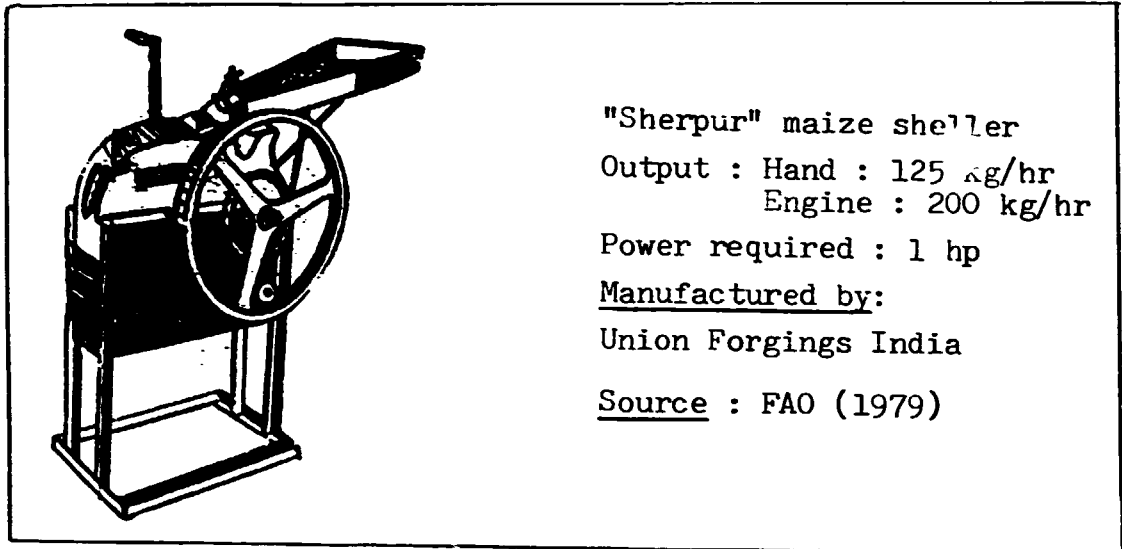 "Sherpur" maize sheller
Output : Hand : 125 kg/hr
Engine : 200 kg/hr
Power required : 1 hp
Manufactured by:
Union Forgings India
Source : FAO (1979)